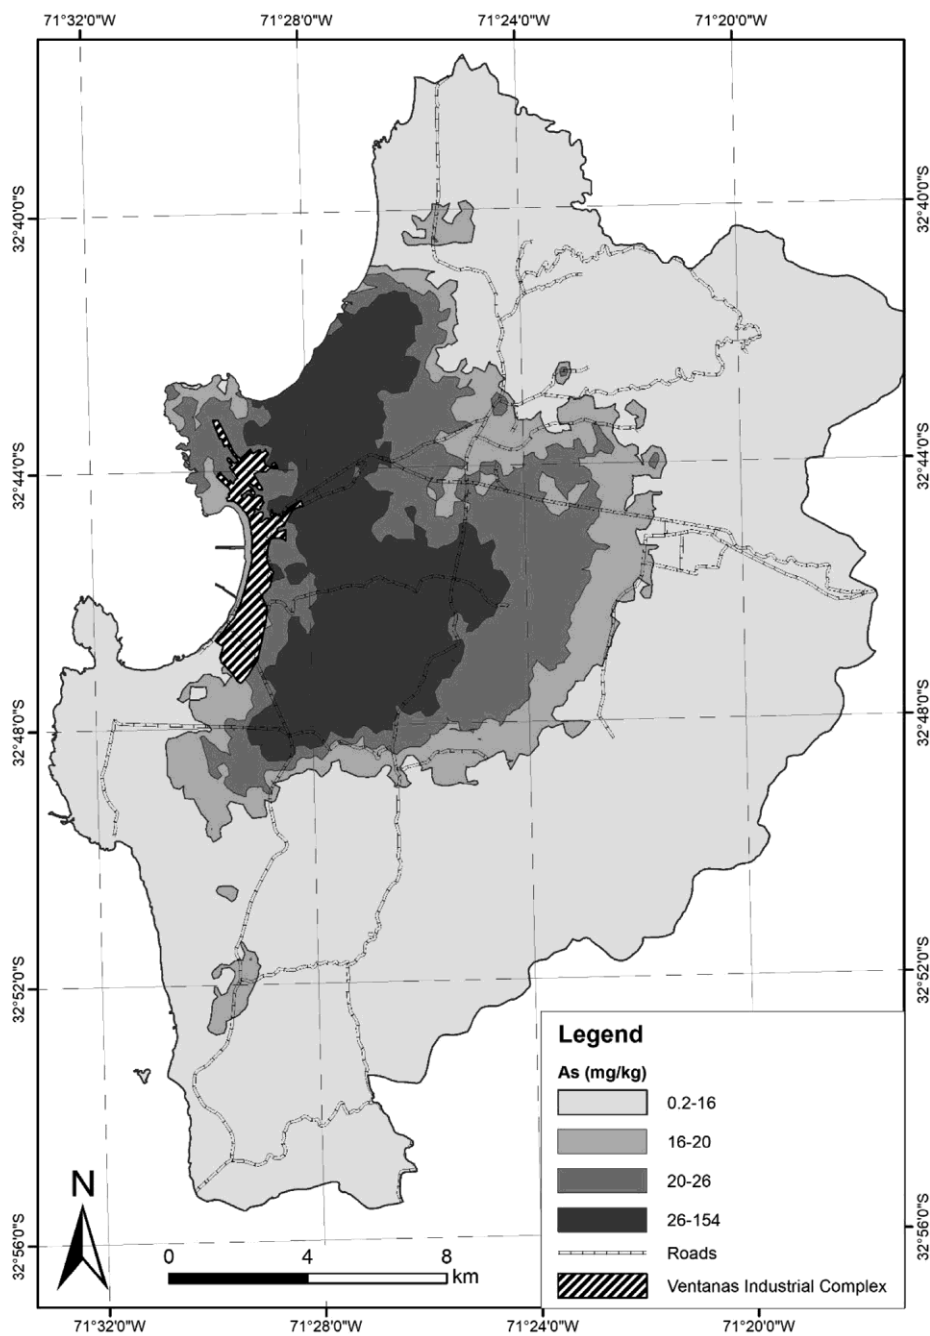 71°32'0"W 71°28'0"W 71°24'0"W 71°20'0"W
32°40'0"S 32°40'0"S
32°44'0"S 32°44'0"S
32°48'0"S 32°48'0"S
32°52'0"S 32°52'0"S
Legend
As (mg/kg)
0.2-16
16-20
20-26
26-154
Roads
Ventanas Industrial Complex
N
0 4 8
km
32°56'0"S 32°56'0"S
71°32'0"W 71°28'0"W 71°24'0"W 71°20'0"W